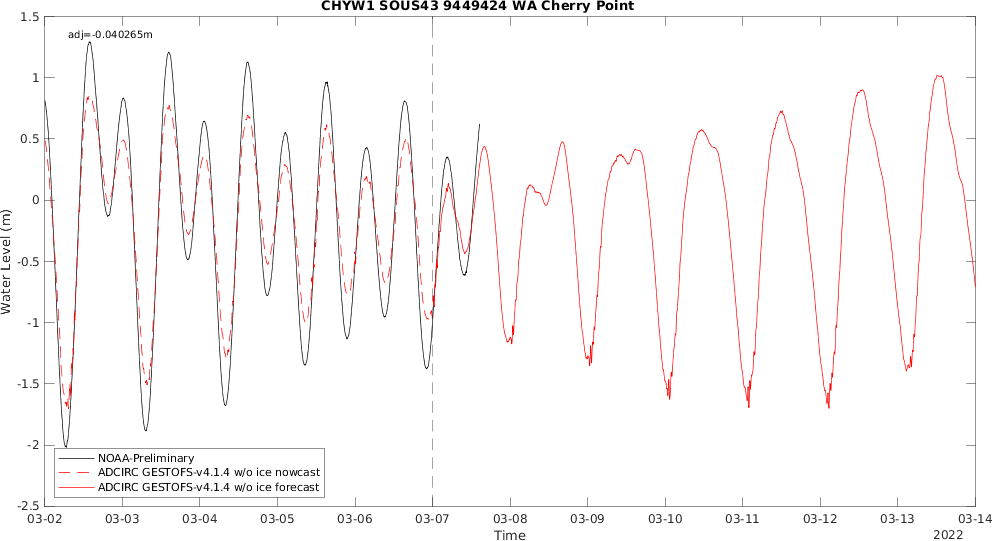 CHYW1 SOUS43 9449424 WA Cherry Point
adj=-0.040265m
1.5
1
0.5
0
-0.5
-1
-1.5
-2
-2.5
Water Level (m)
NOAA-Preliminary
ADCIRC GESTOFS-v4.1.4 w/o ice nowcast
ADCIRC GESTOFS-v4.1.4 w/o ice forecast
03-02 03-03 03-04 03-05 03-06 03-07 03-08 03-09 03-10 03-11 03-12 03-13 03-14
Time
2022